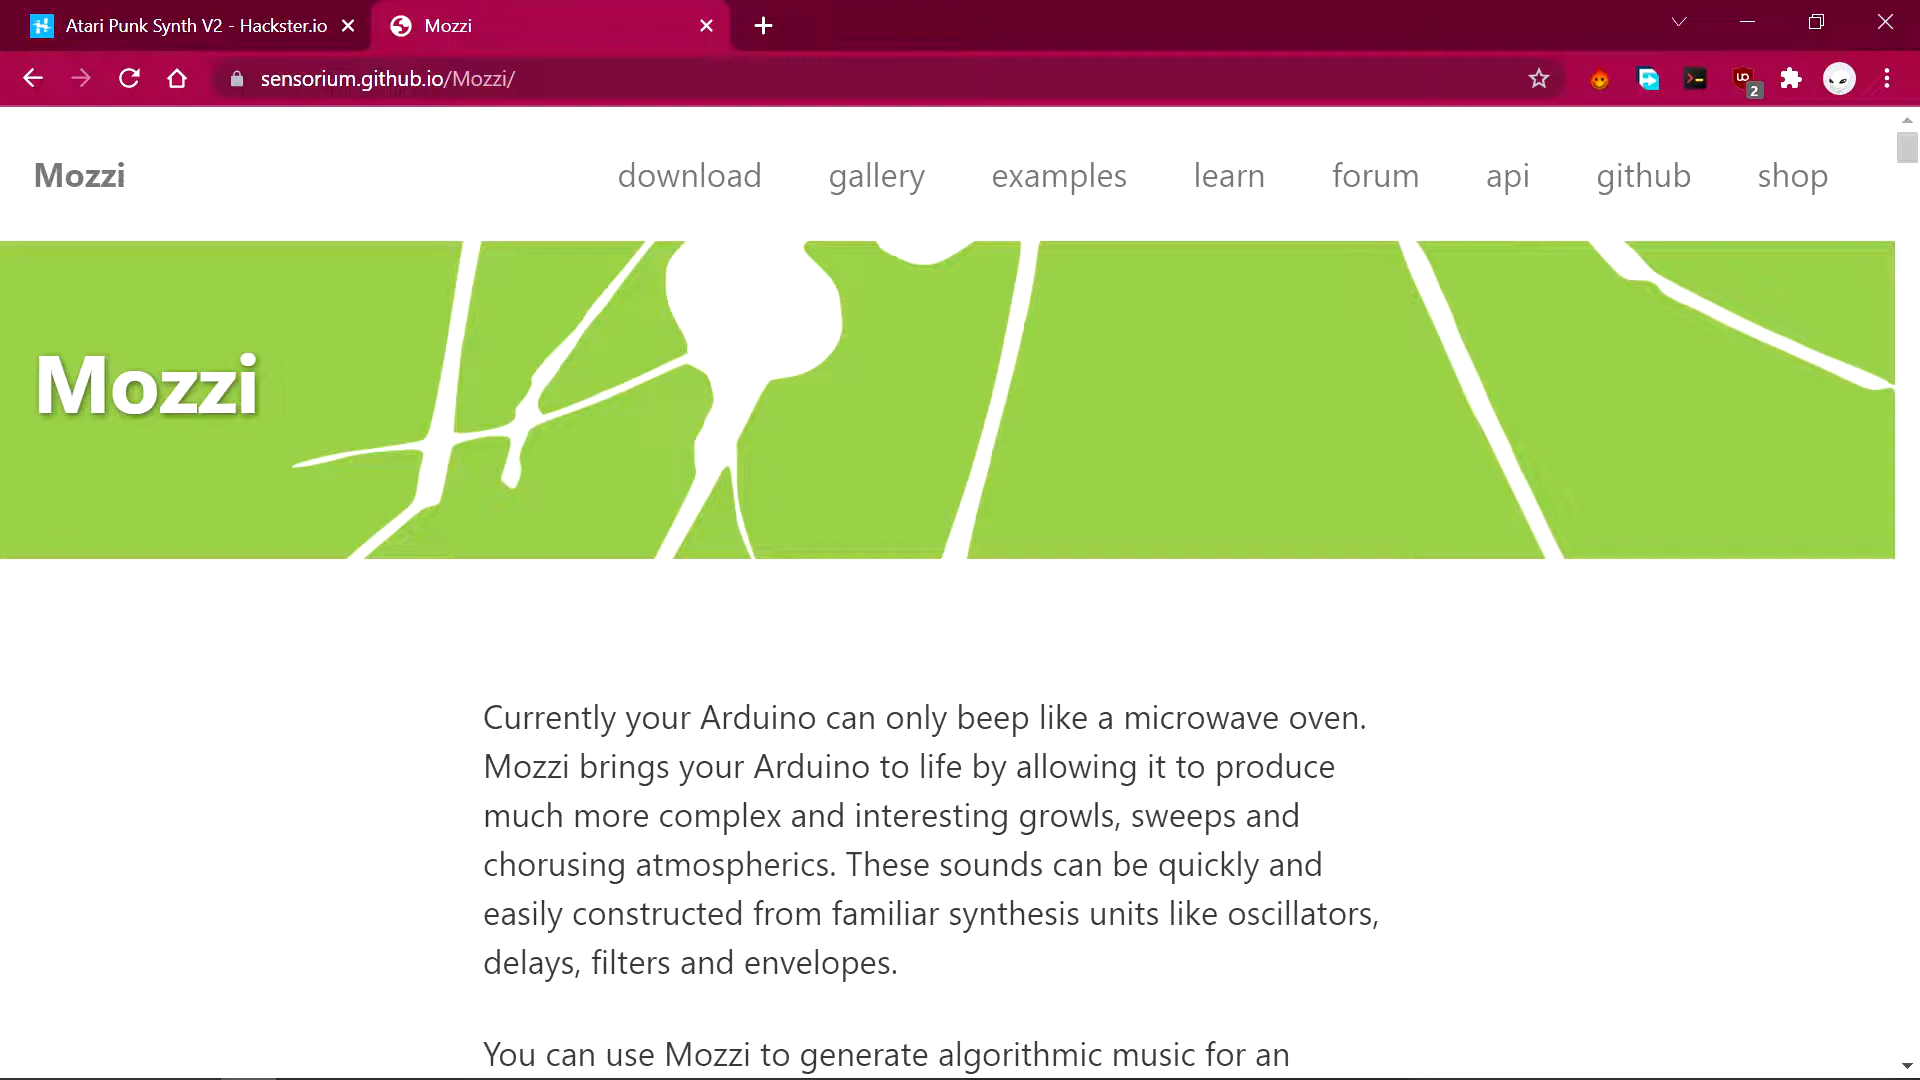 Atari Punk Synth V2 - Hackster.io
Mozzi
sensorium.github.io/Mozzi/
2
Mozzi
download
gallery
examples
learn
forum
api
github
shop
Mozzi
Currently your Arduino can only beep like a microwave oven.
Mozzi brings your Arduino to life by allowing it to produce
much more complex and interesting growls, sweeps and
chorusing atmospherics. These sounds can be quickly and
easily constructed from familiar synthesis units like oscillators,
delays, filters and envelopes.
You can use Mozzi to generate algorithmic music for an